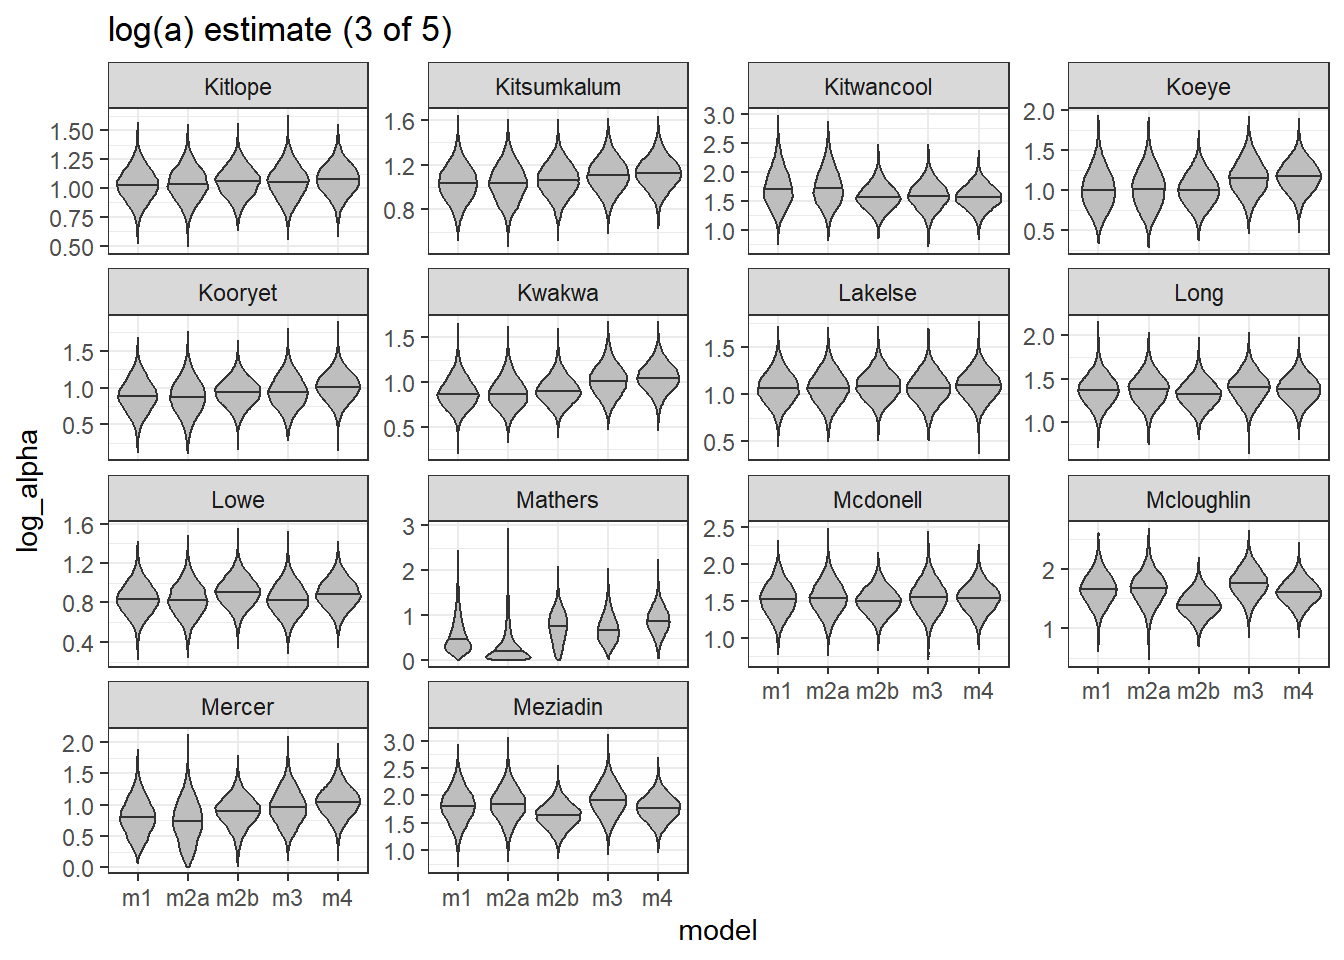 log(a) estimate (3 of 5)
Kitlope Kitsumkalum Kitwancool Koeye
1.50 1.25 1.00 0.75 0.50
1.6 1.2 0.8
3.0 2.5 2.0 1.5 1.0
2.0 1.5 1.0 0.5
Kooryet Kwakwa Lakelse Long
1.5 1.0 0.5
1.5 1.0 0.5
1.5 1.0 0.5
2.0 1.5 1.0
Lowe Mathers Mcdonell Mcloughlin
1.6 1.2 0.8 0.4
3 2 1 0
2.5 2.0 1.5 1.0
2 1
m1 m2a m2b m3 m4
m1 m2a m2b m3 m4
Mercer Meziadin
2.0 1.5 1.0 0.5 0.0
3.0 2.5 2.0 1.5 1.0
m1 m2a m2b m3 m4
m1 m2a m2b m3 m4
log_alpha
model